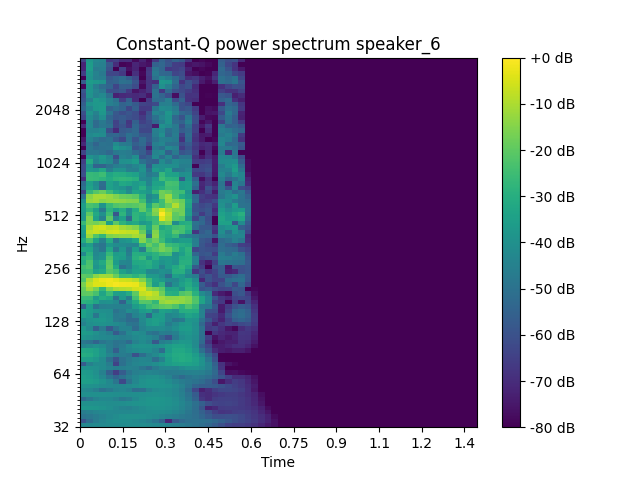 Constant-Q power spectrum speaker_6
+0 dB
-10 dB
-20 dB
-30 dB
-40 dB
-50 dB
-60 dB
-70 dB
-80 dB
2048
1024
512
256
128
64
32
Hz
0 0.15 0.3 0.45 0.6 0.75 0.9 1.1 1.2 1.4
Time